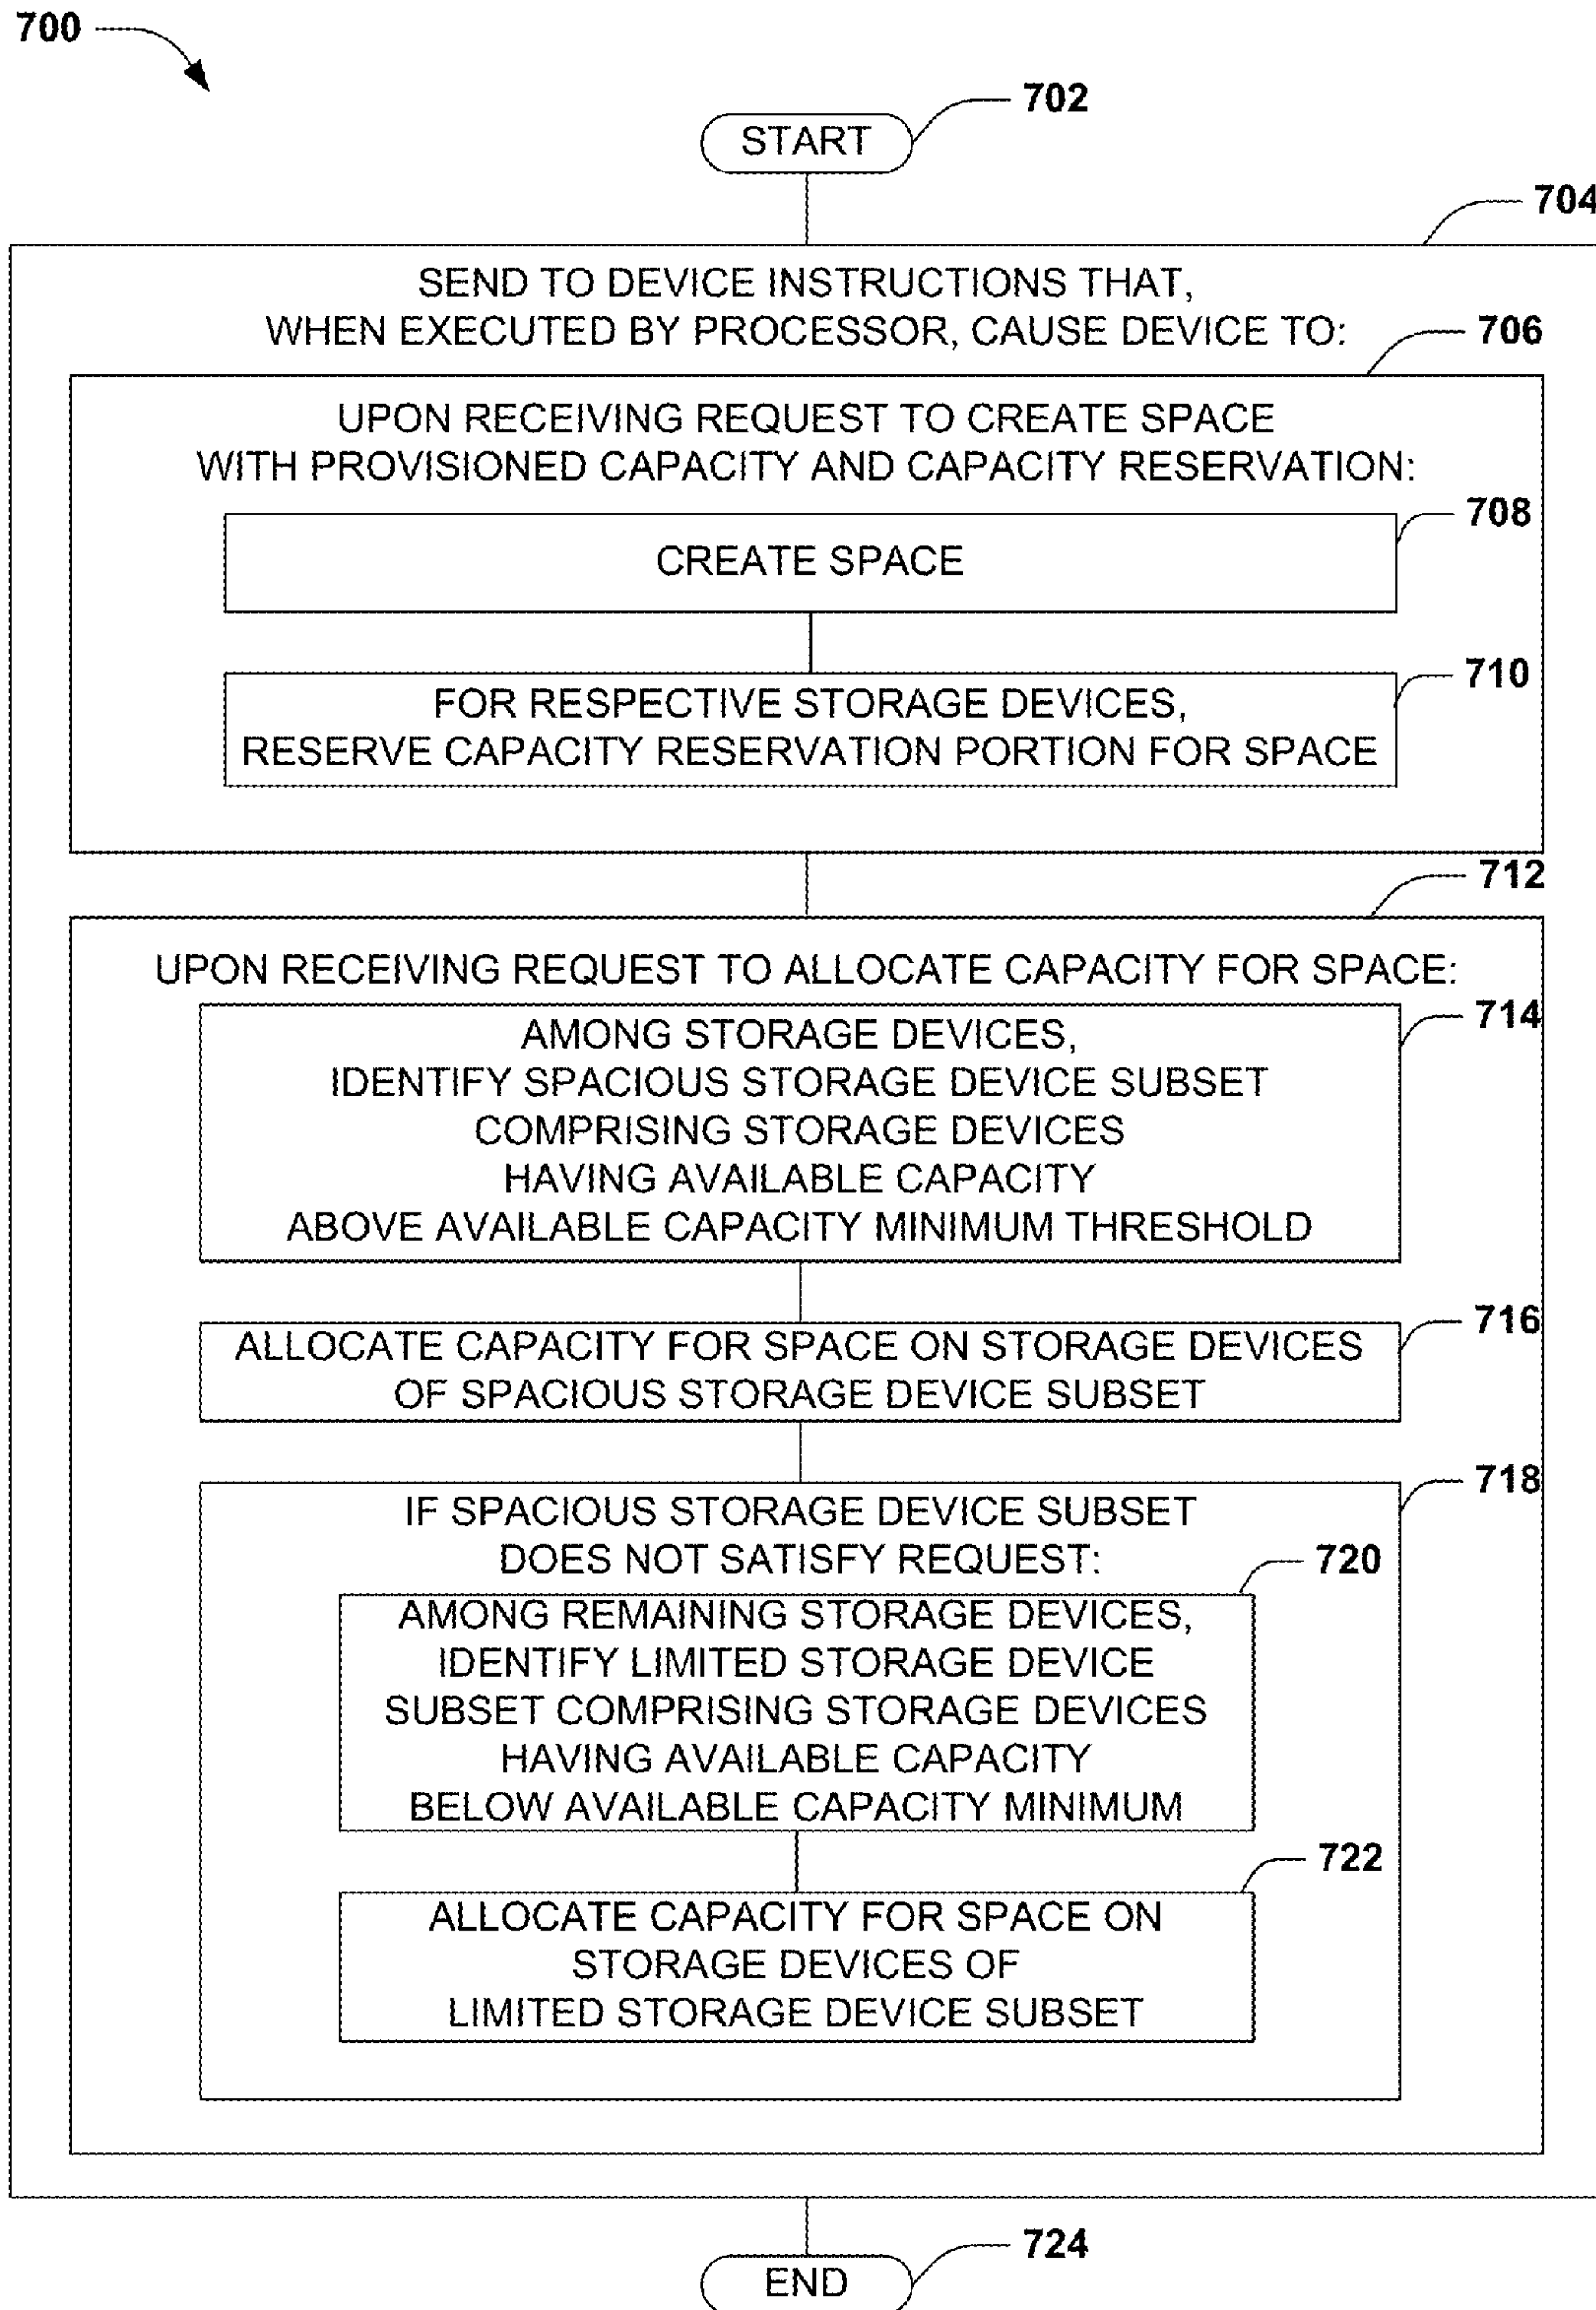 700
702
START
704
SEND TO DEVICE INSTRUCTIONS THAT,
WHEN EXECUTED BY PROCESSOR, CAUSE DEVICE TO:
706
UPON RECEIVING REQUEST TO CREATE SPACE
WITH PROVISIONED CAPACITY AND CAPACITY RESERVATION:
708
CREATE SPACE
710
FOR RESPECTIVE STORAGE DEVICES,
RESERVE CAPACITY RESERVATION PORTION FOR SPACE
712
UPON RECEIVING REQUEST TO ALLOCATE CAPACITY FOR SPACE:
714
AMONG STORAGE DEVICES,
IDENTIFY SPACIOUS STORAGE DEVICE SUBSET
COMPRISING STORAGE DEVICES
HAVING AVAILABLE CAPACITY
ABOVE AVAILABLE CAPACITY MINIMUM THRESHOLD
716
ALLOCATE CAPACITY FOR SPACE ON STORAGE DEVICES
OF SPACIOUS STORAGE DEVICE SUBSET
718
IF SPACIOUS STORAGE DEVICE SUBSET
DOES NOT SATISFY REQUEST:
720
AMONG REMAINING STORAGE DEVICES,
IDENTIFY LIMITED STORAGE DEVICE
SUBSET COMPRISING STORAGE DEVICES
HAVING AVAILABLE CAPACITY
BELOW AVAILABLE CAPACITY MINIMUM
722
ALLOCATE CAPACITY FOR SPACE ON
STORAGE DEVICES OF
LIMITED STORAGE DEVICE SUBSET
724
END